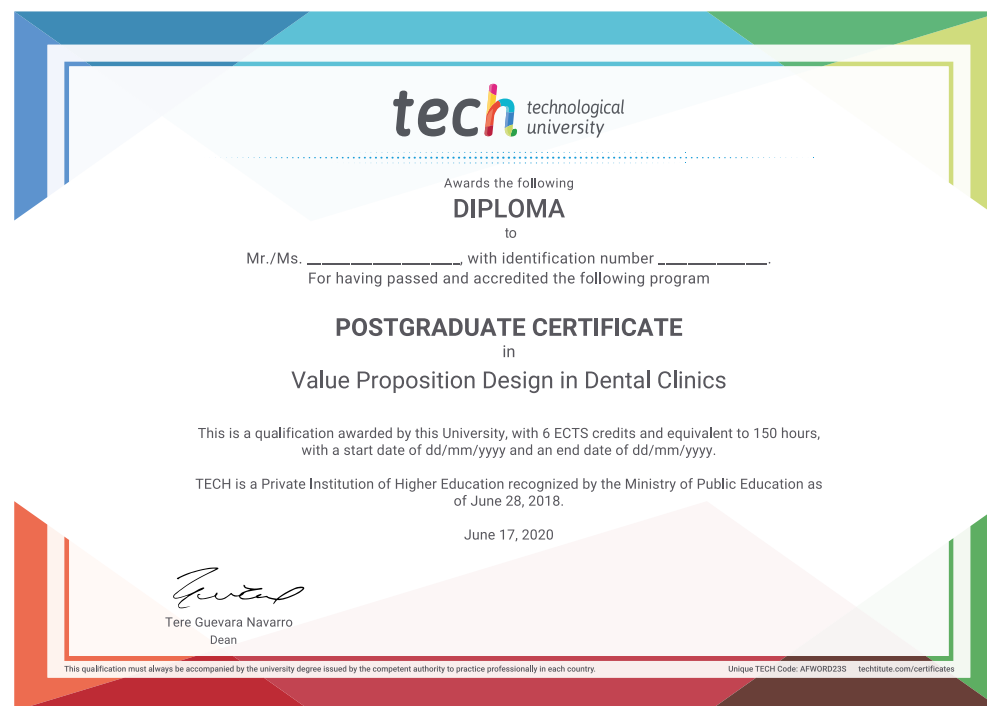 tech technological
university
Awards the following
DIPLOMA
to
Mr./Ms. ____________________, with identification number ______________.
For having passed and accredited the following program
POSTGRADUATE CERTIFICATE
in
Value Proposition Design in Dental Clinics
This is a qualification awarded by this University, with 6 ECTS credits and equivalent to 150 hours,
with a start date of dd/mm/yyyy and an end date of dd/mm/yyyy.
TECH is a Private Institution of Higher Education recognized by the Ministry of Public Education as
of June 28, 2018.
June 17, 2020
Tere Guevara Navarro
Dean
This qualification must always be accompanied by the university degree issued by the competent authority to practice professionally in each country.
Unique TECH Code: AFWORD23S techtitute.com/certificates